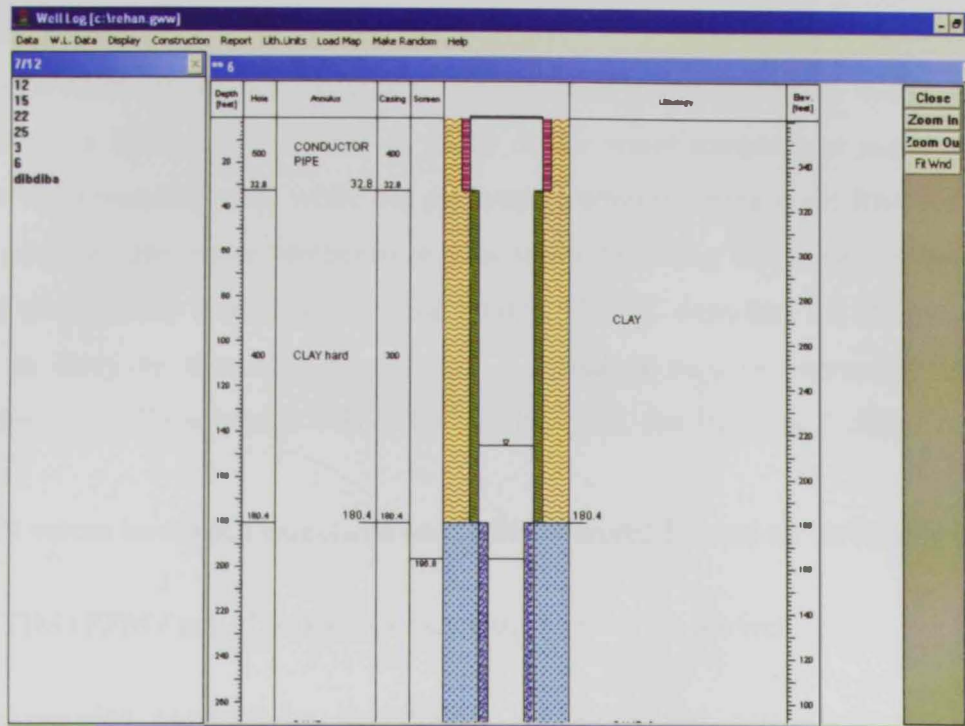 Well Log [c:\rehan.gww]
Data W.L. Data Display Construction Report Lith.Units Load Map Make Random Help
7/12
12
15
22
25
3
6
dibdiba
6
Depth [feet] Hole Annulus Casing Screen Lithology Elev. [feet]
Close
Zoom In
Zoom Ou
Fit Wnd
500 CONDUCTOR PIPE 400
20 340
32.8 32.8 32.8
40 320
60 300
80 280
CLAY
100 260
400 CLAY hard 300
120 240
140 220
12
160 200
180.4 180.4 180.4 180.4
180 180
196.8
200 160
220 140
240 120
260 100